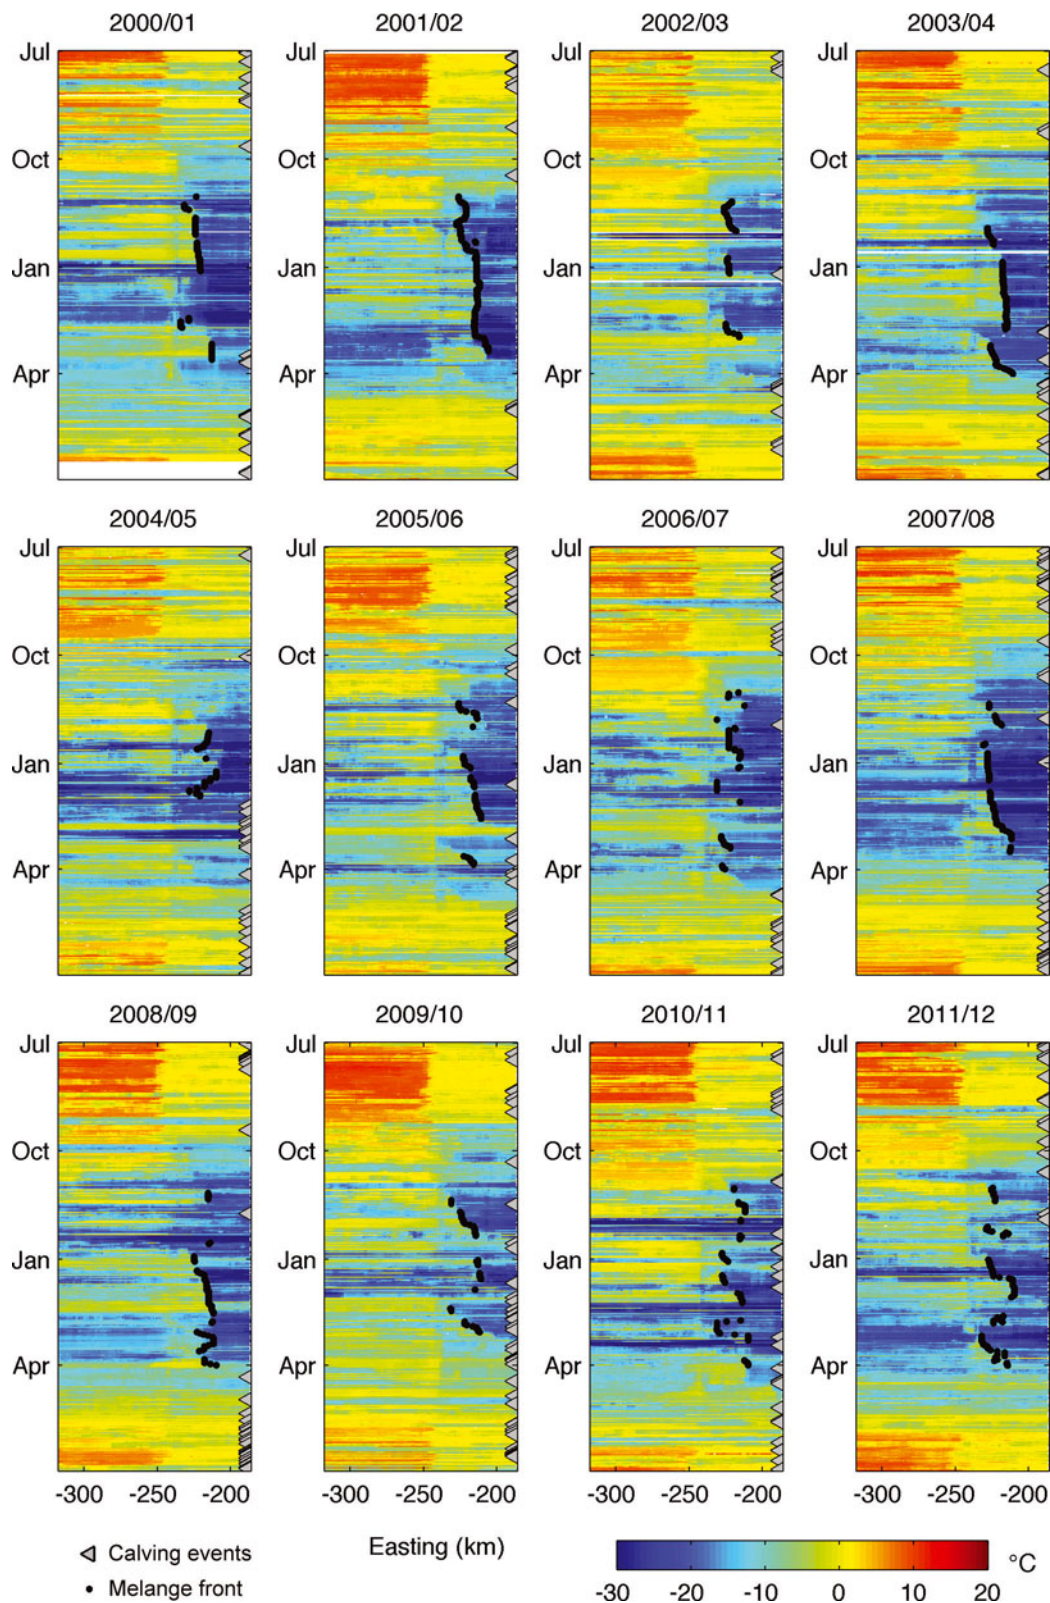 2000/01 2001/02 2002/03 2003/04
Jul Jul Jul Jul
Oct Oct Oct Oct
Jan Jan Jan Jan
Apr Apr Apr Apr
2004/05 2005/06 2006/07 2007/08
Jul Jul Jul Jul
Oct Oct Oct Oct
Jan Jan Jan Jan
Apr Apr Apr Apr
2008/09 2009/10 2010/11 2011/12
Jul Jul Jul Jul
Oct Oct Oct Oct
Jan Jan Jan Jan
Apr Apr Apr Apr
-300 -250 -200 -300 -250 -200 -300 -250 -200 -300 -250 -200
Calving events
Melange front
Easting (km)
°C
-30 -20 -10 0 10 20